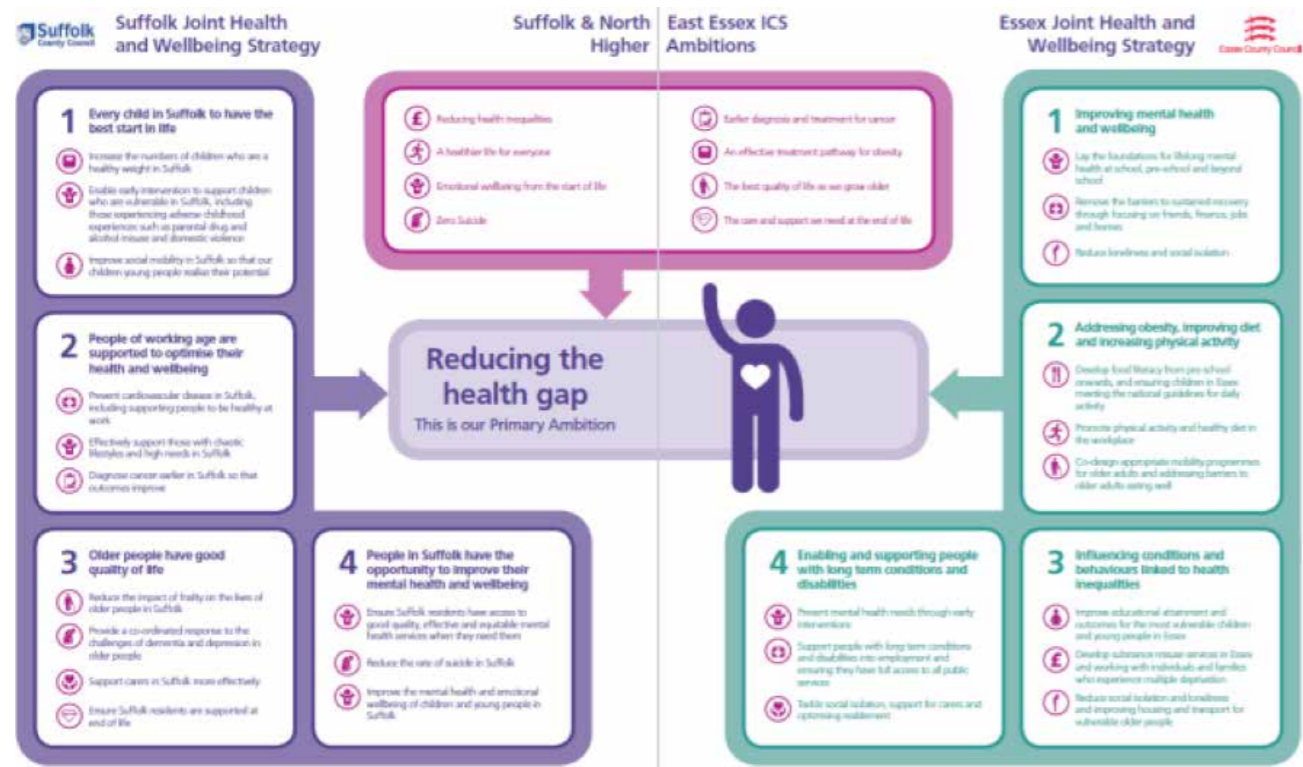 Suffolk
County Council
Suffolk Joint Health
and Wellbeing Strategy
Suffolk & North East Essex ICS
Higher Ambitions
Essex Joint Health and
Wellbeing Strategy
Essex County Council
1 Every child in Suffolk to have the
best start in life
Increase the numbers of children who are a
healthy weight in Suffolk
Enable early intervention to support children
who are vulnerable in Suffolk, including
those experiencing adverse childhood
experiences such as parental drug and
alcohol misuse and domestic violence
Improve social mobility in Suffolk so that our
children young people realise their potential
2 People of working age are
supported to optimise their
health and wellbeing
Prevent cardiovascular disease in Suffolk,
including supporting people to be healthy at
work
Effectively support those with chaotic
lifestyles and high needs in Suffolk
Diagnose cancer earlier in Suffolk so that
outcomes improve
3 Older people have good
quality of life
Reduce the impact of frailty on the lives of
older people in Suffolk
Provide a co-ordinated response to the
challenges of dementia and depression in
older people
Support carers in Suffolk more effectively
Ensure Suffolk residents are supported at
end of life
4 People in Suffolk have the
opportunity to improve their
mental health and wellbeing
Ensure Suffolk residents have access to
good quality, effective and equitable mental
health services when they need them
Reduce the rate of suicide in Suffolk
Improve the mental health and emotional
wellbeing of children and young people in
Suffolk
£ Reducing health inequalities
A healthier life for everyone
Emotional wellbeing from the start of life
Zero Suicide
Earlier diagnosis and treatment for cancer
An effective treatment pathway for obesity
The best quality of life as we grow older
The care and support we need at the end of life
Reducing the
health gap
This is our Primary Ambition
1 Improving mental health
and wellbeing
Lay the foundations for lifelong mental
health at school, pre-school and beyond
school
Remove the barriers to sustained recovery
through focusing on friends, finance, jobs
and homes
Reduce loneliness and social isolation
2 Addressing obesity, improving diet
and increasing physical activity
Develop food literacy from pre-school
onwards, and ensuring children in Essex
meeting the national guidelines for daily
activity
Promote physical activity and healthy diet in
the workplace
Co-design appropriate mobility programmes
for older adults and addressing barriers to
older adults eating well
3 Influencing conditions and
behaviours linked to health
inequalities
Improve educational attainment and
outcomes for the most vulnerable children
and young people in Essex
£ Develop substance misuse services in Essex
and working with individuals and families
who experience multiple deprivation
Reduce social isolation and loneliness
and improving housing and transport for
vulnerable older people
4 Enabling and supporting people
with long term conditions and
disabilities
Prevent mental health needs through early
interventions
Support people with long term conditions
and disabilities into employment and
ensuring they have full access to all public
services
Tackle social isolation, support for carers and
optimising reablement